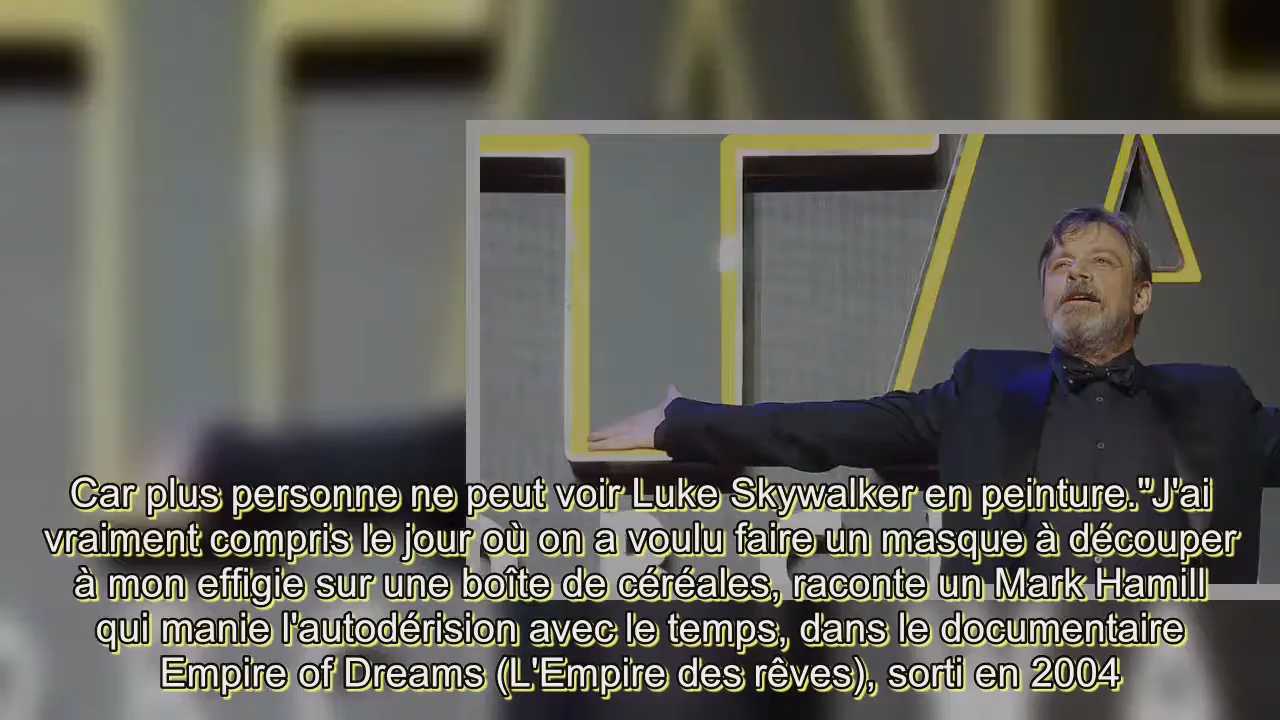 TA
Car plus personne ne peut voir Luke Skywalker en peinture."J'ai
vraiment compris le jour où on a voulu faire un masque à découper
à mon effigie sur une boîte de céréales, raconte un Mark Hamill
qui manie l'autodérision avec le temps, dans le documentaire
Empire of Dreams (L'Empire des rêves), sorti en 2004